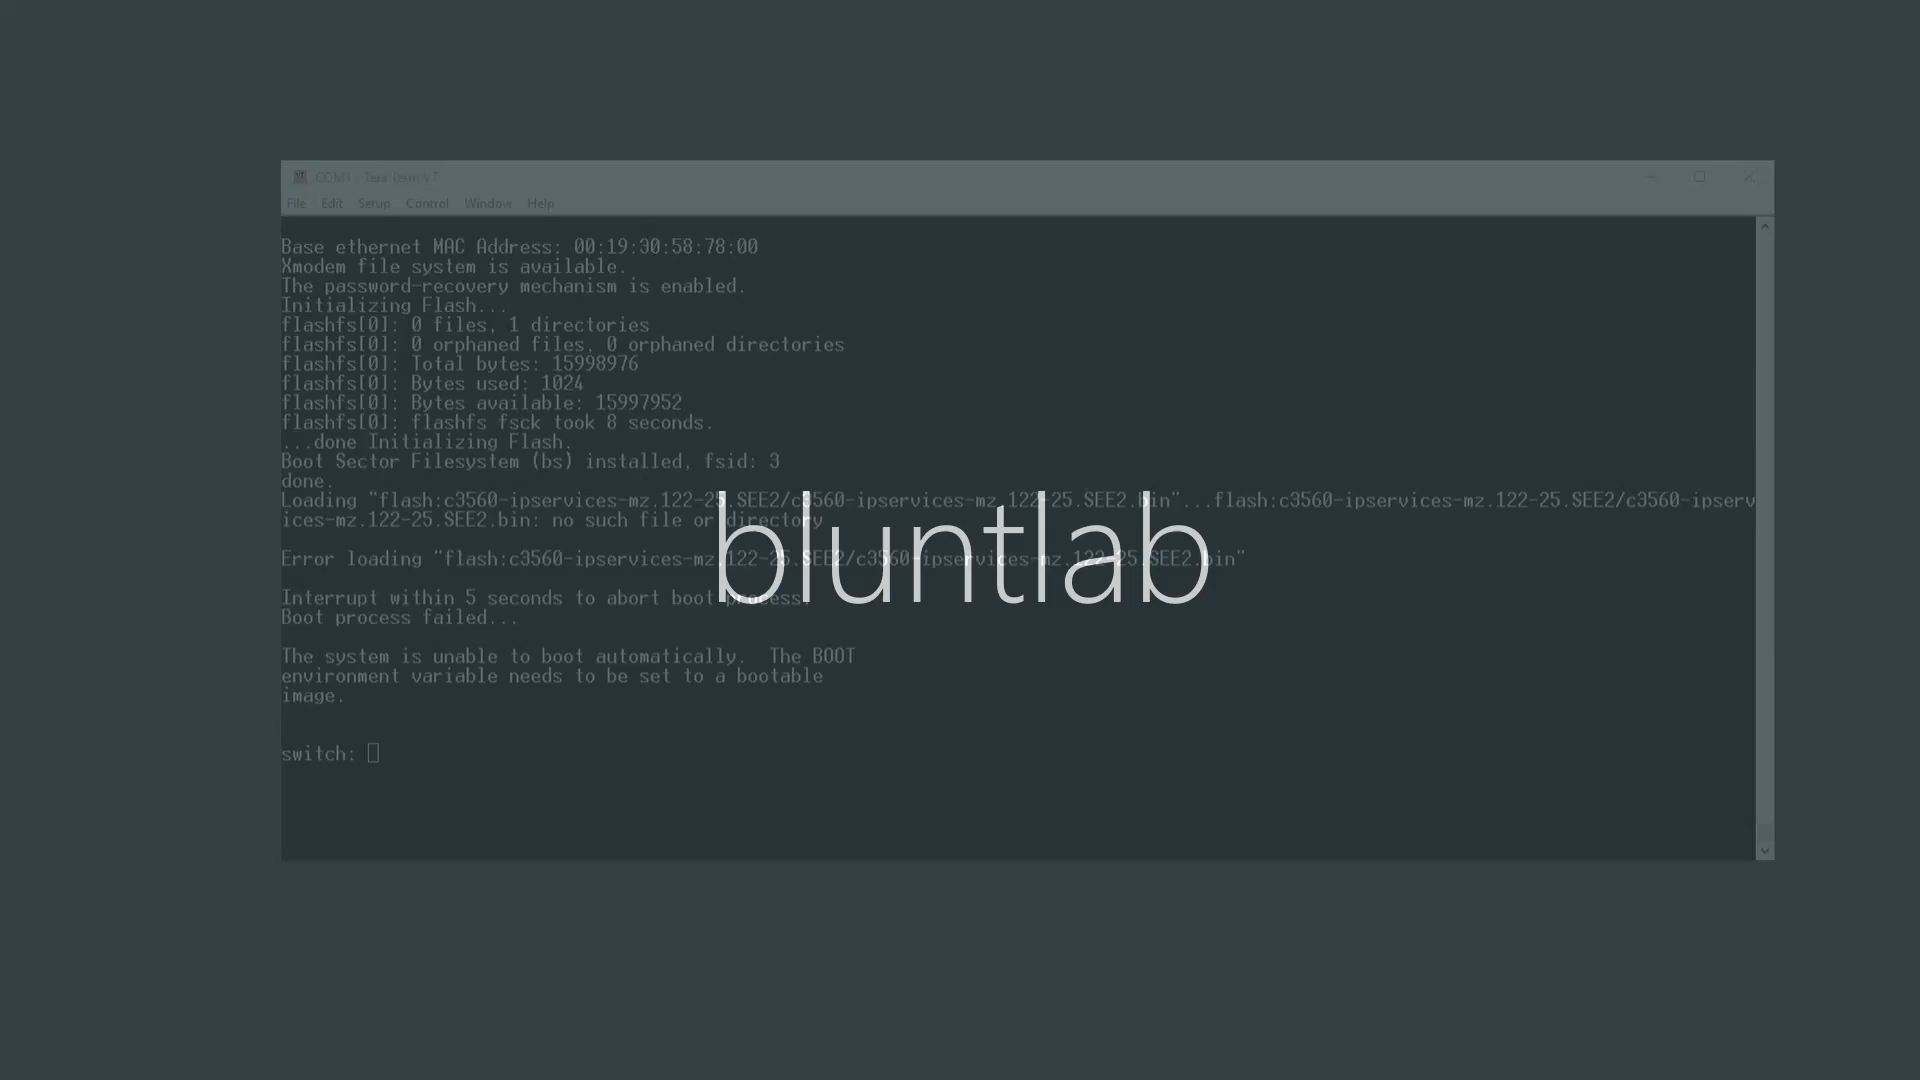 COM1 - Tera Term VT
File Edit Setup Control Window Help
Base ethernet MAC Address: 00:19:30:58:78:00
Xmodem file system is available.
The password-recovery mechanism is enabled.
Initializing Flash...
flashfs[0]: 0 files, 1 directories
flashfs[0]: 0 orphaned files, 0 orphaned directories
flashfs[0]: Total bytes: 15998976
flashfs[0]: Bytes used: 1024
flashfs[0]: Bytes available: 15997952
flashfs[0]: flashfs fsck took 8 seconds.
...done Initializing Flash.
Boot Sector Filesystem (bs) installed, fsid: 3
done.
Loading "flash:c3560-ipservices-mz.122-25.SEE2/c3560-ipservices-mz.122-25.SEE2.bin"...flash:c3560-ipservices-mz.122-25.SEE2/c3560-ipserv
ices-mz.122-25.SEE2.bin: no such file or directory
bluntlab
Error loading "flash:c3560-ipservices-mz.122-25.SEE2/c3560-ipservices-mz.122-25.SEE2.bin"
Interrupt within 5 seconds to abort boot process.
Boot process failed...
The system is unable to boot automatically.  The BOOT
environment variable needs to be set to a bootable
image.
switch: